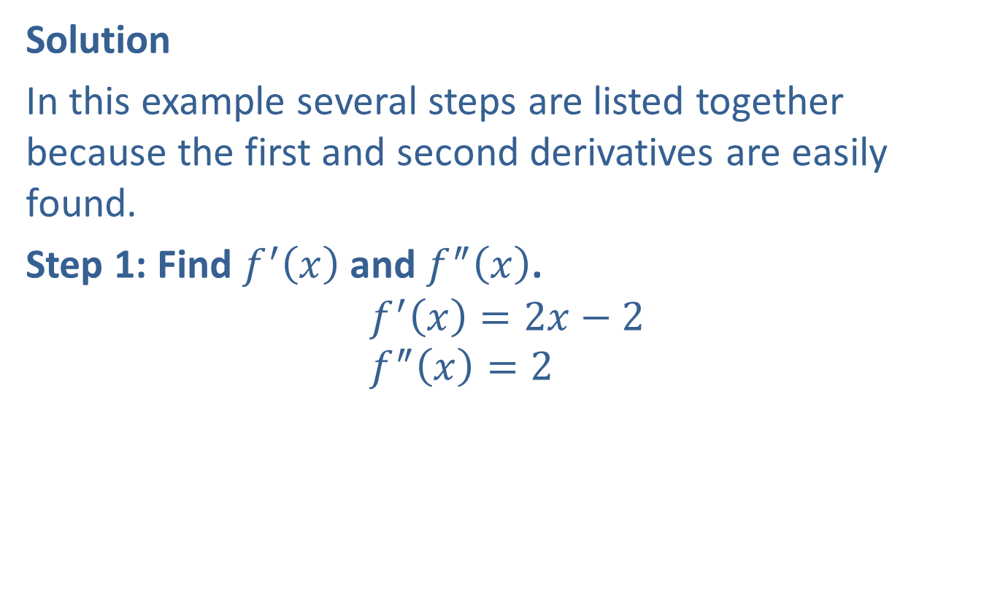 Solution
In this example several steps are listed together
because the first and second derivatives are easily
found.
Step 1: Find 𝑓′(𝑥) and 𝑓″(𝑥).
𝑓′(𝑥) = 2𝑥 − 2
𝑓″(𝑥) = 2